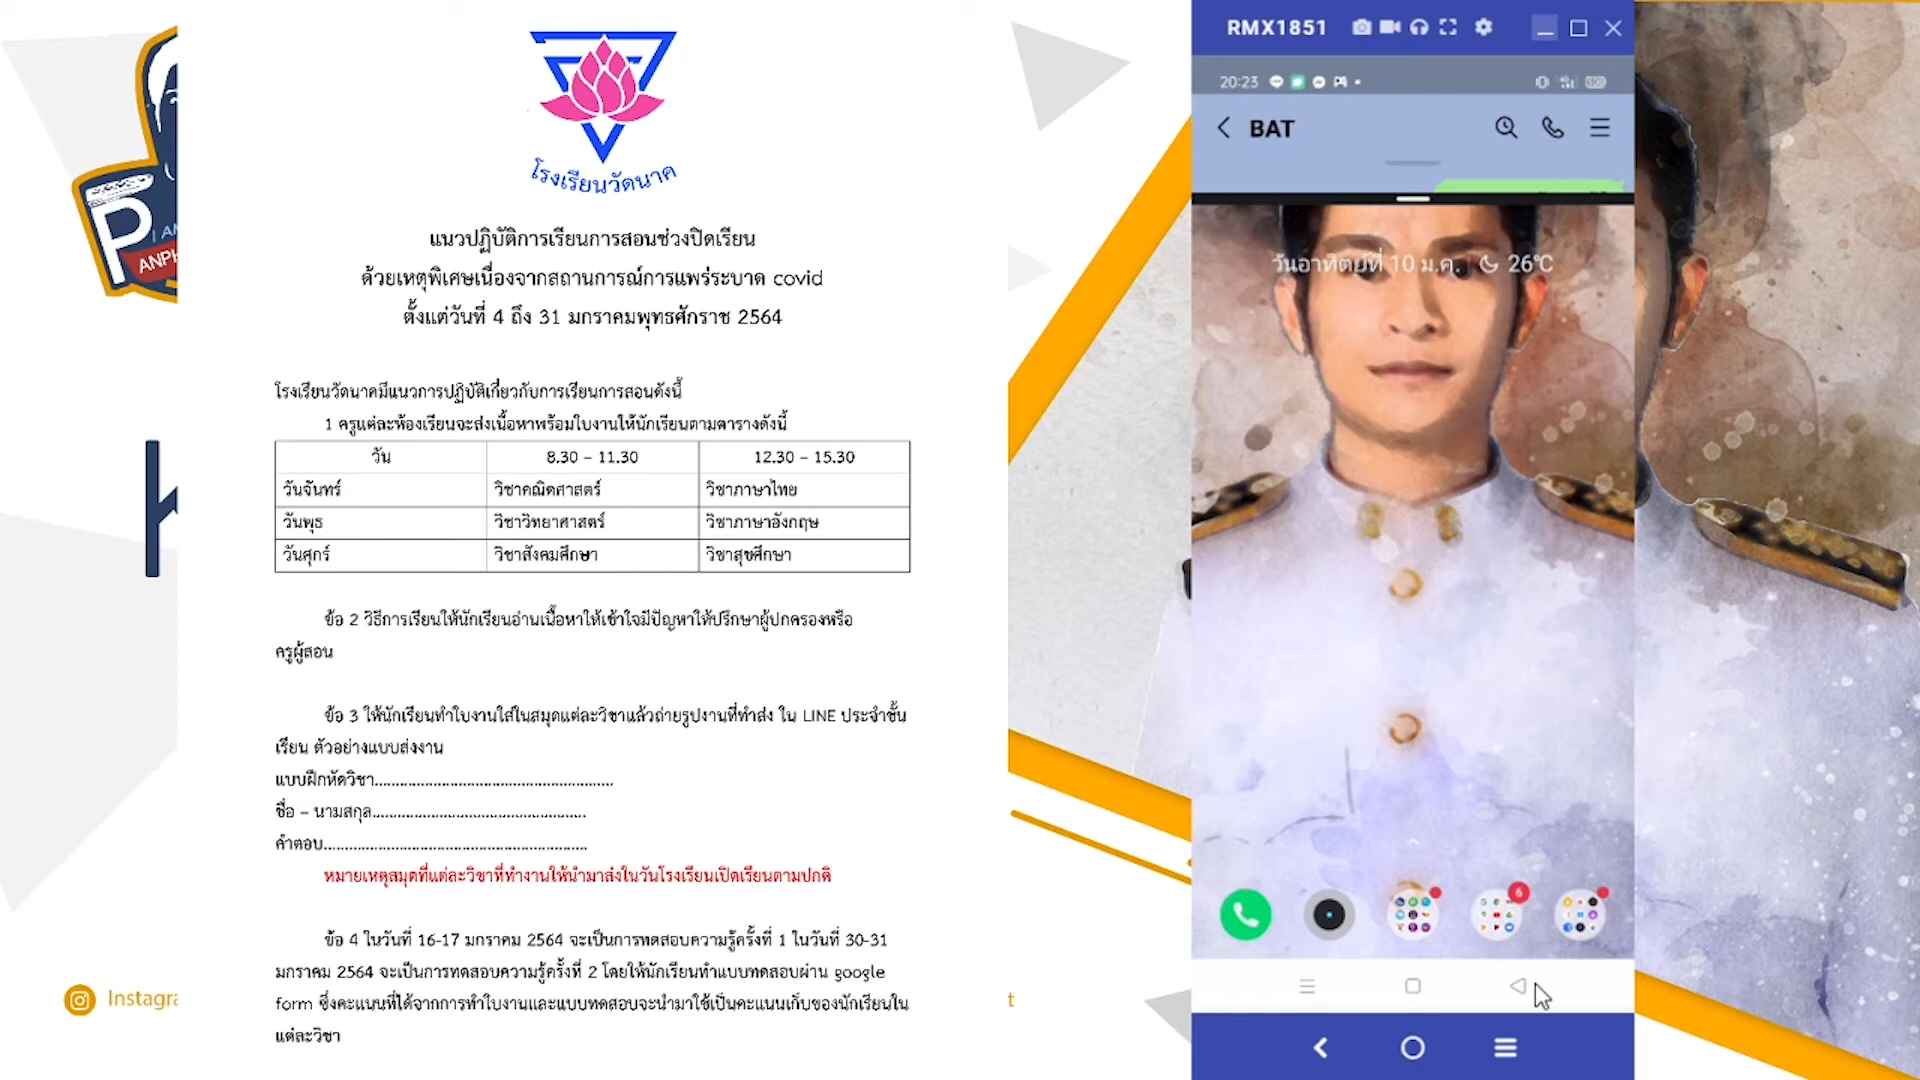 โรงเรียนวัดนาค
แนวปฏิบัติการเรียนการสอนช่วงปิดเรียน
ด้วยเหตุพิเศษเนื่องจากสถานการณ์การแพร่ระบาด covid
ตั้งแต่วันที่ 4 ถึง 31 มกราคมพุทธศักราช 2564
โรงเรียนวัดนาคมีแนวการปฏิบัติเกี่ยวกับการเรียนการสอนดังนี้
1 ครูแต่ละห้องเรียนจะส่งเนื้อหาพร้อมใบงานให้นักเรียนตามตารางดังนี้
วัน 8.30 – 11.30 12.30 – 15.30
วันจันทร์ วิชาคณิตศาสตร์ วิชาภาษาไทย
วันพุธ วิชาวิทยาศาสตร์ วิชาภาษาอังกฤษ
วันศุกร์ วิชาสังคมศึกษา วิชาสุขศึกษา
ข้อ 2 วิธีการเรียนให้นักเรียนอ่านเนื้อหาให้เข้าใจมีปัญหาให้ปรึกษาผู้ปกครองหรือ
ครูผู้สอน
ข้อ 3 ให้นักเรียนทำใบงานใส่ในสมุดแต่ละวิชาแล้วถ่ายรูปงานที่ทำส่ง ใน LINE ประจำชั้น
เรียน ตัวอย่างแบบส่งงาน
แบบฝึกหัดวิชา............................................................
ชื่อ – นามสกุล......................................................
คำตอบ...................................................................
หมายเหตุสมุดที่แต่ละวิชาที่ทำงานให้นำมาส่งในวันโรงเรียนเปิดเรียนตามปกติ
ข้อ 4 ในวันที่ 16-17 มกราคม 2564 จะเป็นการทดสอบความรู้ครั้งที่ 1 ในวันที่ 30-31
มกราคม 2564 จะเป็นการทดสอบความรู้ครั้งที่ 2 โดยให้นักเรียนทำแบบทดสอบผ่าน google
form ซึ่งคะแนนที่ได้จากการทำใบงานและแบบทดสอบจะนำมาใช้เป็นคะแนนเก็บของนักเรียนใน
แต่ละวิชา
RMX1851
20:23
BAT
วันอาทิตย์ที่ 10 ม.ค. 26°C
6
P | AM
ANPH
K
Instagra
t